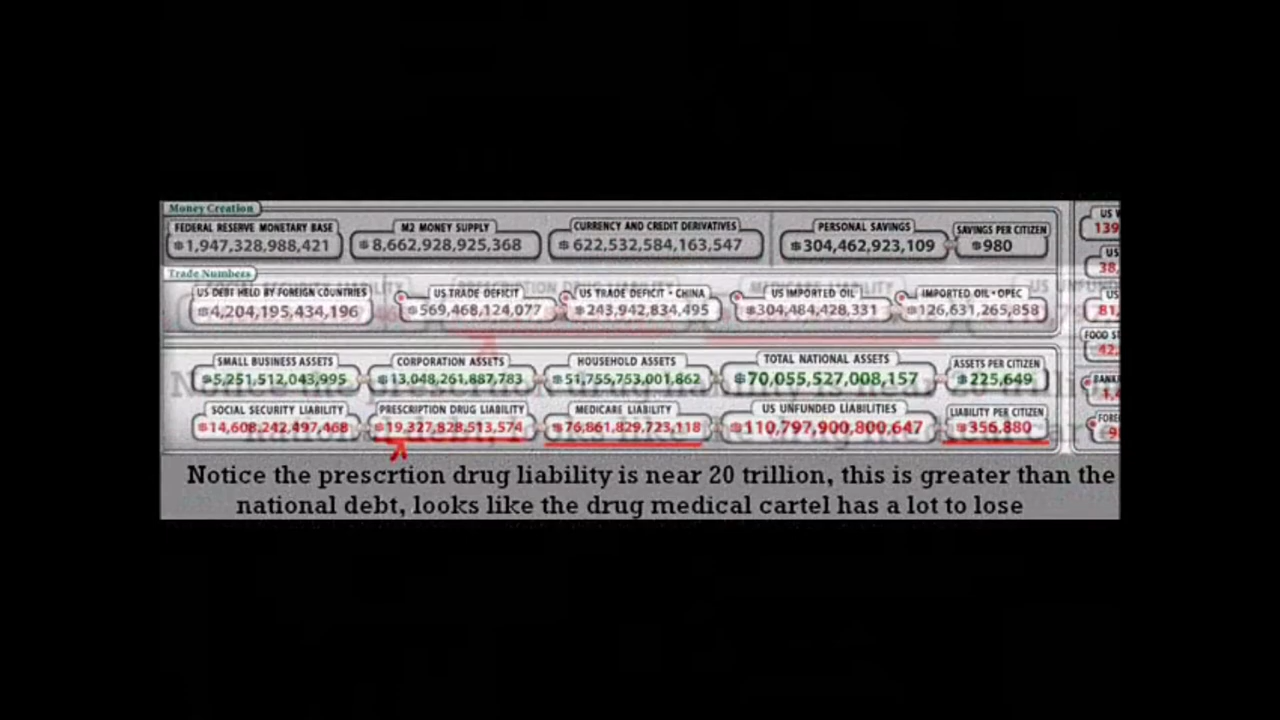 Money Creation
FEDERAL RESERVE MONETARY BASE M2 MONEY SUPPLY CURRENCY AND CREDIT DERIVATIVES PERSONAL SAVINGS SAVINGS PER CITIZEN
$1,947,328,988,421 $8,662,928,925,368 $622,532,584,163,547 $304,462,923,109 $980
Trade Numbers
US DEBT HELD BY FOREIGN COUNTRIES US TRADE DEFICIT US TRADE DEFICIT - CHINA US IMPORTED OIL IMPORTED OIL - OPEC
$4,204,195,434,196 $569,468,124,077 $243,942,834,495 $304,484,428,331 $126,631,265,858
SMALL BUSINESS ASSETS CORPORATION ASSETS HOUSEHOLD ASSETS TOTAL NATIONAL ASSETS ASSETS PER CITIZEN
$5,251,512,043,995 $13,048,261,887,783 $51,755,753,001,862 $70,055,527,008,157 $225,649
SOCIAL SECURITY LIABILITY PRESCRIPTION DRUG LIABILITY MEDICARE LIABILITY US UNFUNDED LIABILITIES LIABILITY PER CITIZEN
$14,608,242,497,468 $19,327,828,513,574 $76,861,829,723,118 $110,797,900,800,647 $356,880
Notice the prescrtion drug liability is near 20 trillion, this is greater than the
national debt, looks like the drug medical cartel has a lot to lose